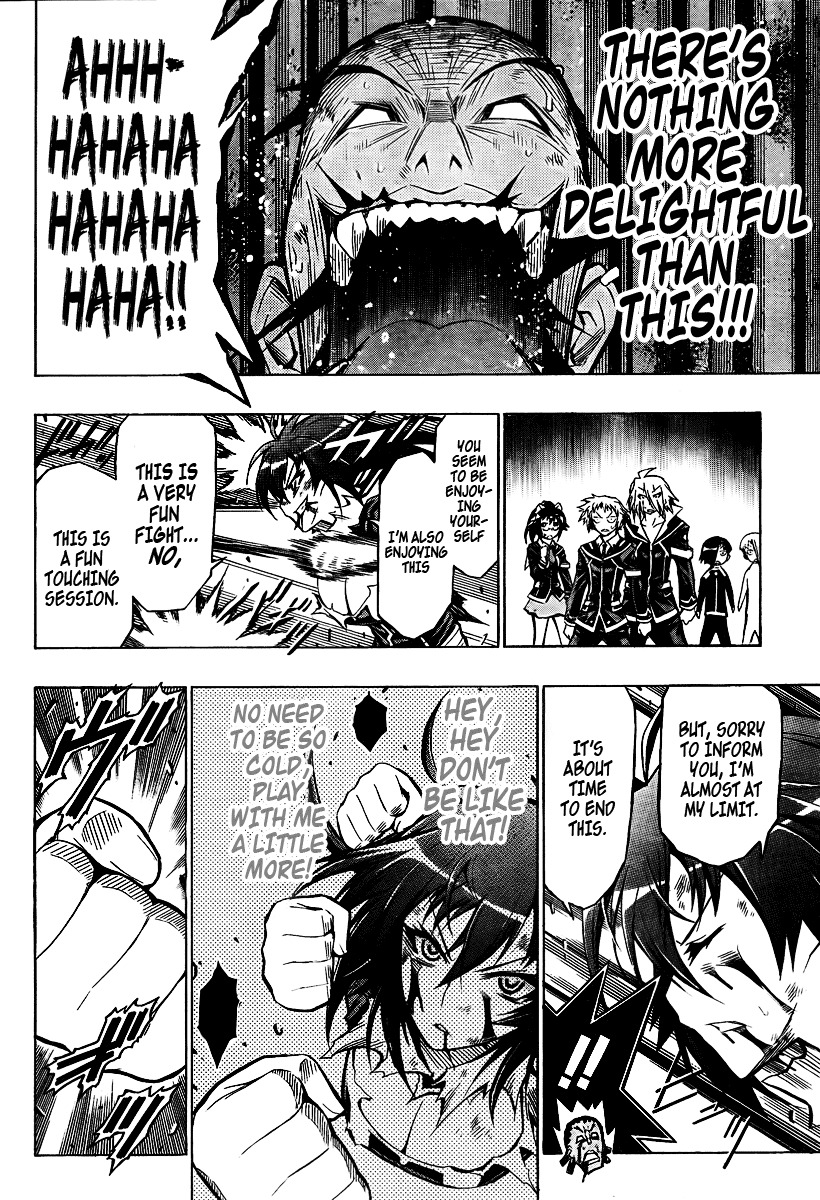 THERE'S
NOTHING
MORE
DELIGHTFUL
THAN
THIS!!!
AHHH-
HAHAHA
HAHAHA
HAHA!!
YOU
SEEM
TO BE
ENJOY-
ING
YOUR-
SELF
I'M ALSO
ENJOYING
THIS
THIS IS
A VERY
FUN
FIGHT...
NO,
THIS IS
A FUN
TOUCHING
SESSION.
BUT, SORRY
TO INFORM
YOU, I'M
ALMOST AT
MY LIMIT.
IT'S
ABOUT
TIME
TO END
THIS.
!!
HEY,
HEY
DON'T
BE LIKE
THAT!
NO NEED
TO BE SO
COLD,
PLAY
WITH ME
A LITTLE
MORE!